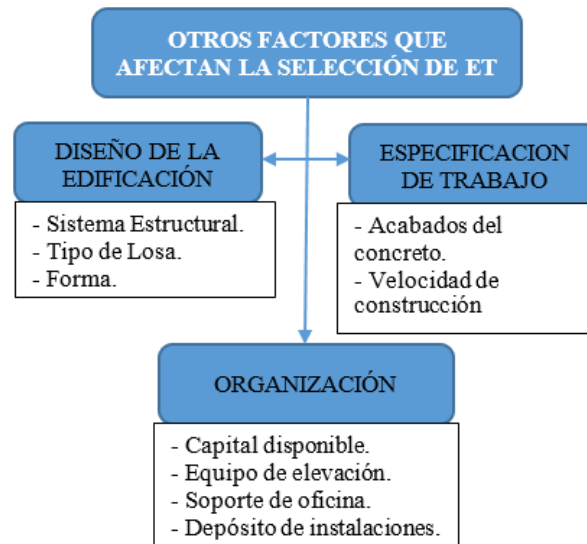 OTROS FACTORES QUE
AFECTAN LA SELECCIÓN DE ET
DISEÑO DE LA
EDIFICACIÓN
- Sistema Estructural.
- Tipo de Losa.
- Forma.
ESPECIFICACION
DE TRABAJO
- Acabados del
concreto.
- Velocidad de
construcción
ORGANIZACIÓN
- Capital disponible.
- Equipo de elevación.
- Soporte de oficina.
- Depósito de instalaciones.